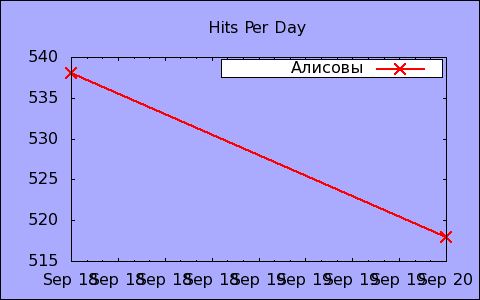 Hits Per Day
Алисовы
540
535
530
525
520
515
Sep 18 Sep 18 Sep 18 Sep 18 Sep 19 Sep 19 Sep 19 Sep 19 Sep 20